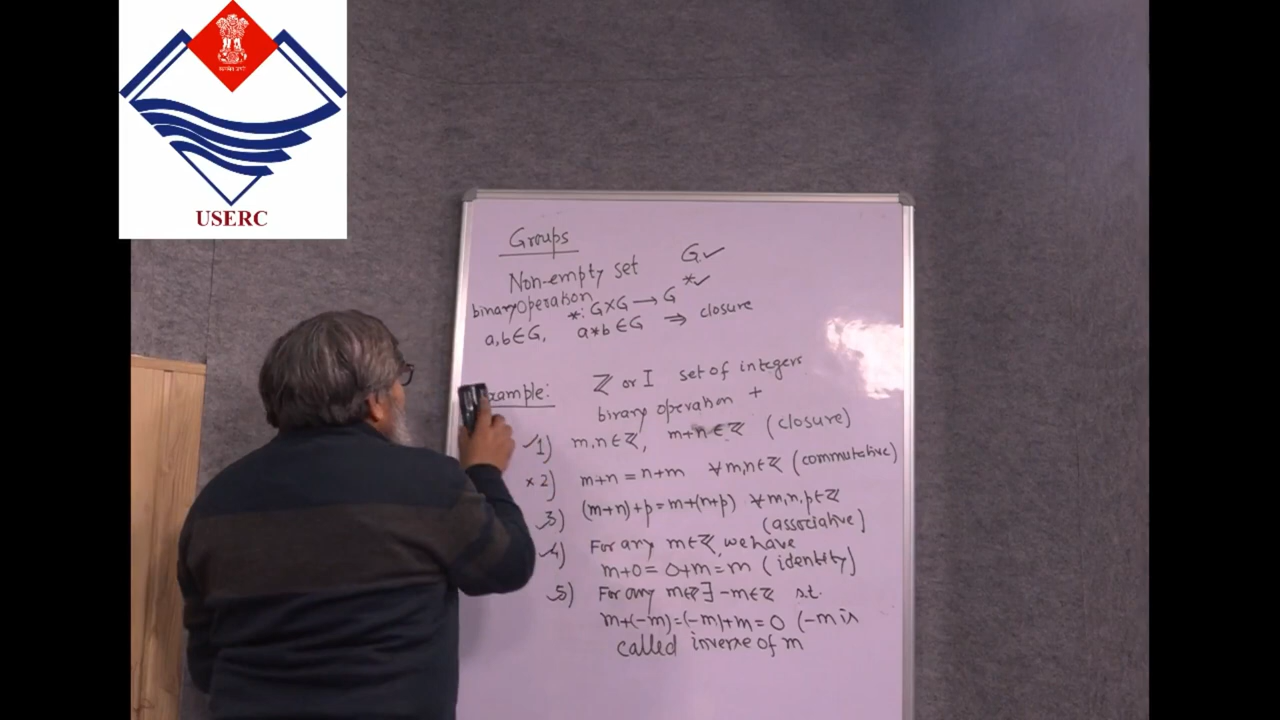 USERC
Groups
Non-empty set G ✓
binary operation * ✓
*: G×G → G
a,b∈G, a*b ∈ G ⇒ closure
xample: ℤ or I set of integers
binary operation +
✓1) m,n∈ℤ, m+n∈ℤ (closure)
×2) m+n = n+m ∀m,n∈ℤ (commutative)
✓3) (m+n)+p = m+(n+p) ∀m,n,p∈ℤ
(associative)
✓4) For any m∈ℤ, we have
m+0 = 0+m = m (identity)
✓5) For any m∈ℤ ∃ -m∈ℤ s.t.
m+(-m)=(-m)+m=0 (-m is
called inverse of m